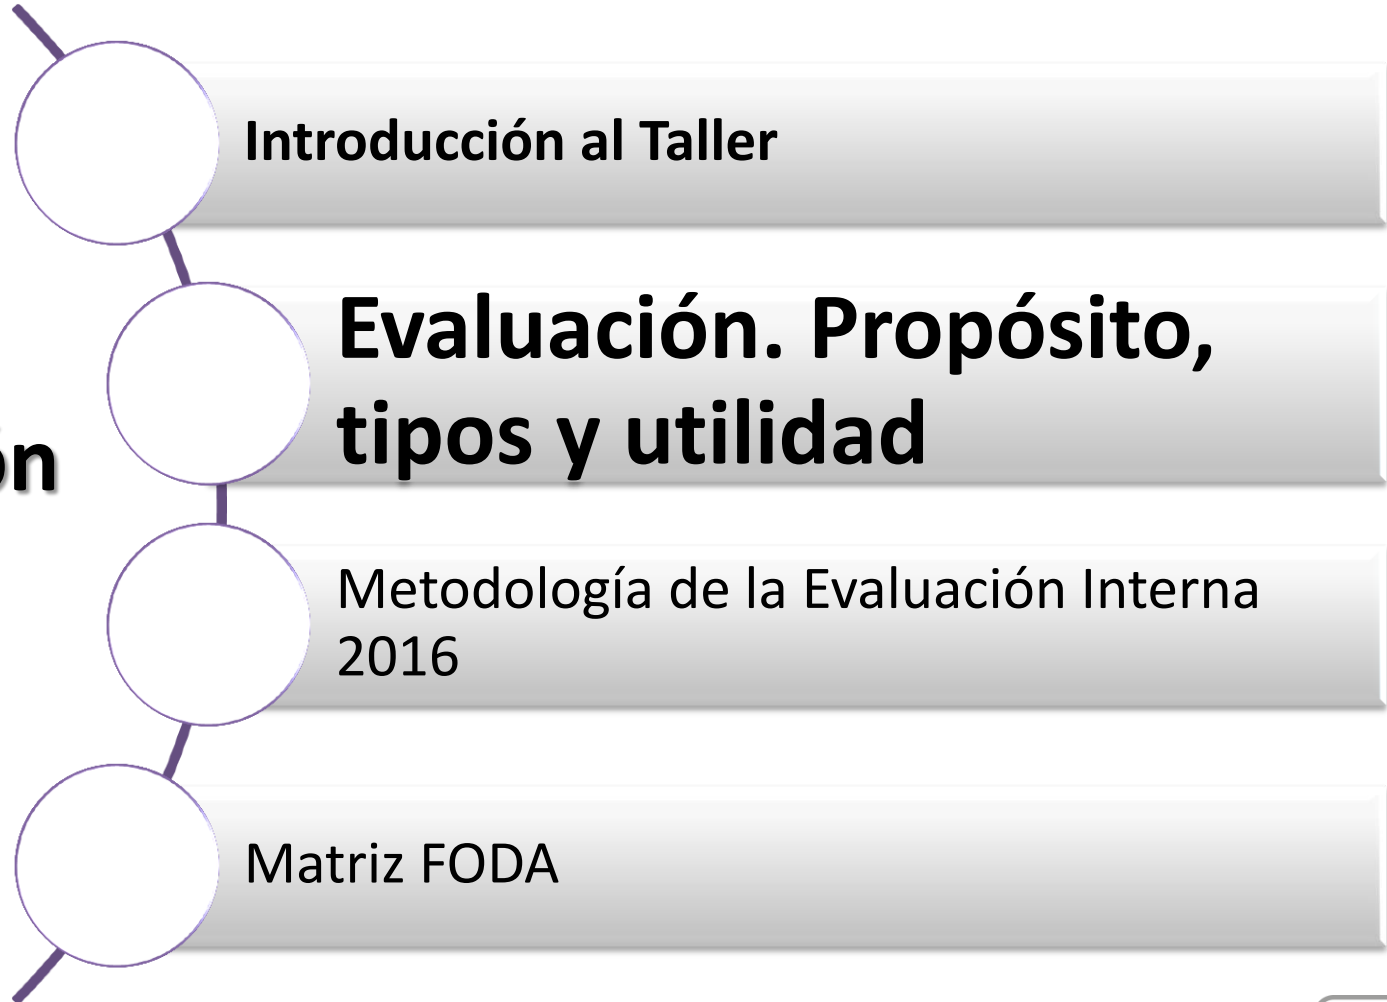 Introducción al Taller
Evaluación. Propósito,
tipos y utilidad
Metodología de la Evaluación Interna
2016
Matriz FODA